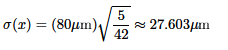 σ(x) = (80μm)√(5/42) ≈ 27.603μm